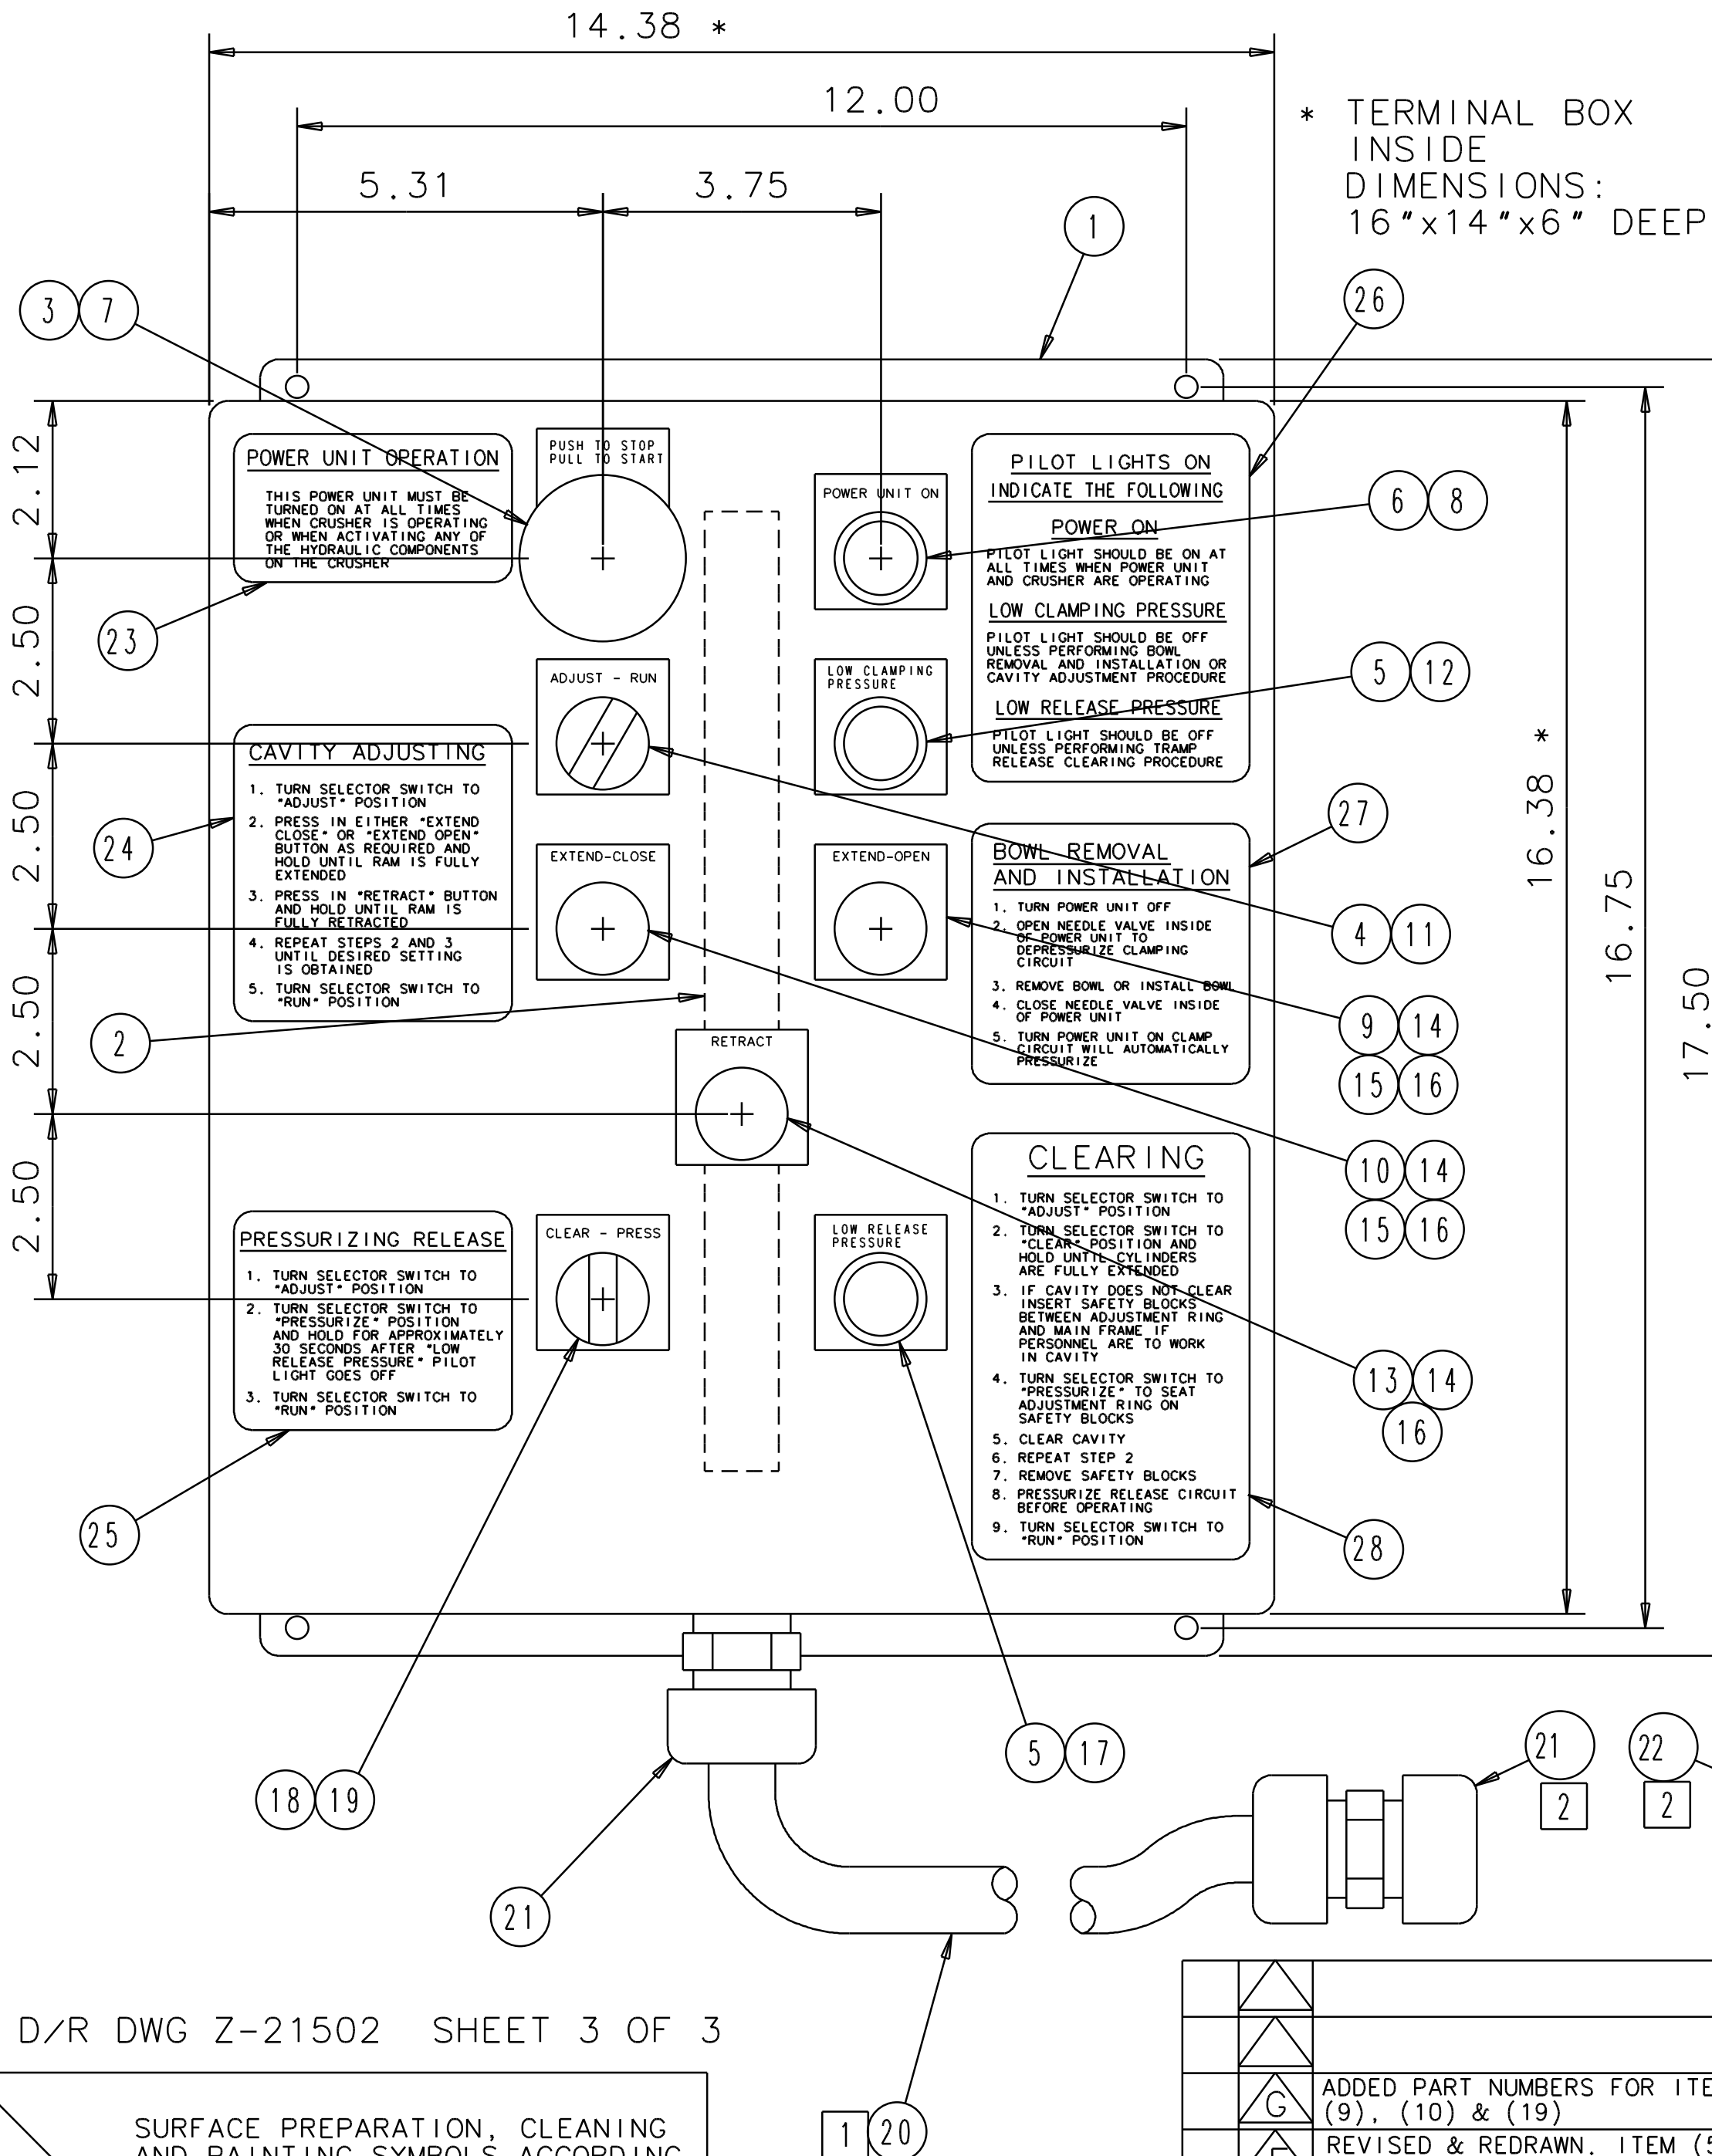 14.38 *
12.00
5.31
3.75
* TERMINAL BOX
INSIDE
DIMENSIONS:
16"x14"x6" DEEP
1
26
3 7
2.12
2.50
2.50
2.50
2.50
POWER UNIT OPERATION
THIS POWER UNIT MUST BE
TURNED ON AT ALL TIMES
WHEN CRUSHER IS OPERATING
OR WHEN ACTIVATING ANY OF
THE HYDRAULIC COMPONENTS
ON THE CRUSHER
23
PUSH TO STOP
PULL TO START
POWER UNIT ON
PILOT LIGHTS ON
INDICATE THE FOLLOWING
POWER ON
PILOT LIGHT SHOULD BE ON AT
ALL TIMES WHEN POWER UNIT
AND CRUSHER ARE OPERATING
LOW CLAMPING PRESSURE
PILOT LIGHT SHOULD BE OFF
UNLESS PERFORMING BOWL
REMOVAL AND INSTALLATION OR
CAVITY ADJUSTMENT PROCEDURE
LOW RELEASE PRESSURE
PILOT LIGHT SHOULD BE OFF
UNLESS PERFORMING TRAMP
RELEASE CLEARING PROCEDURE
6 8
5 12
ADJUST - RUN
LOW CLAMPING
PRESSURE
CAVITY ADJUSTING
1. TURN SELECTOR SWITCH TO
"ADJUST" POSITION
2. PRESS IN EITHER "EXTEND
CLOSE" OR "EXTEND OPEN"
BUTTON AS REQUIRED AND
HOLD UNTIL RAM IS FULLY
EXTENDED
3. PRESS IN "RETRACT" BUTTON
AND HOLD UNTIL RAM IS
FULLY RETRACTED
4. REPEAT STEPS 2 AND 3
UNTIL DESIRED SETTING
IS OBTAINED
5. TURN SELECTOR SWITCH TO
"RUN" POSITION
24
2
EXTEND-CLOSE
EXTEND-OPEN
RETRACT
BOWL REMOVAL
AND INSTALLATION
1. TURN POWER UNIT OFF
2. OPEN NEEDLE VALVE INSIDE
OF POWER UNIT TO
DEPRESSURIZE CLAMPING
CIRCUIT
3. REMOVE BOWL OR INSTALL BOWL
4. CLOSE NEEDLE VALVE INSIDE
OF POWER UNIT
5. TURN POWER UNIT ON CLAMP
CIRCUIT WILL AUTOMATICALLY
PRESSURIZE
27
4 11
9 14
15 16
10 14
15 16
16.38 *
16.75
17.50
PRESSURIZING RELEASE
1. TURN SELECTOR SWITCH TO
"ADJUST" POSITION
2. TURN SELECTOR SWITCH TO
"PRESSURIZE" POSITION
AND HOLD FOR APPROXIMATELY
30 SECONDS AFTER "LOW
RELEASE PRESSURE" PILOT
LIGHT GOES OFF
3. TURN SELECTOR SWITCH TO
"RUN" POSITION
25
CLEAR - PRESS
LOW RELEASE
PRESSURE
CLEARING
1. TURN SELECTOR SWITCH TO
"ADJUST" POSITION
2. TURN SELECTOR SWITCH TO
"CLEAR" POSITION AND
HOLD UNTIL CYLINDERS
ARE FULLY EXTENDED
3. IF CAVITY DOES NOT CLEAR
INSERT SAFETY BLOCKS
BETWEEN ADJUSTMENT RING
AND MAIN FRAME IF
PERSONNEL ARE TO WORK
IN CAVITY
4. TURN SELECTOR SWITCH TO
"PRESSURIZE" TO SEAT
ADJUSTMENT RING ON
SAFETY BLOCKS
5. CLEAR CAVITY
6. REPEAT STEP 2
7. REMOVE SAFETY BLOCKS
8. PRESSURIZE RELEASE CIRCUIT
BEFORE OPERATING
9. TURN SELECTOR SWITCH TO
"RUN" POSITION
13 14
16
28
18 19
5 17
21
21
2
22
2
D/R DWG Z-21502 SHEET 3 OF 3
1 20
SURFACE PREPARATION, CLEANING
AND PAINTING SYMBOLS ACCORDING
G ADDED PART NUMBERS FOR ITE
(9), (10) & (19)
REVISED & REDRAWN. ITEM (5